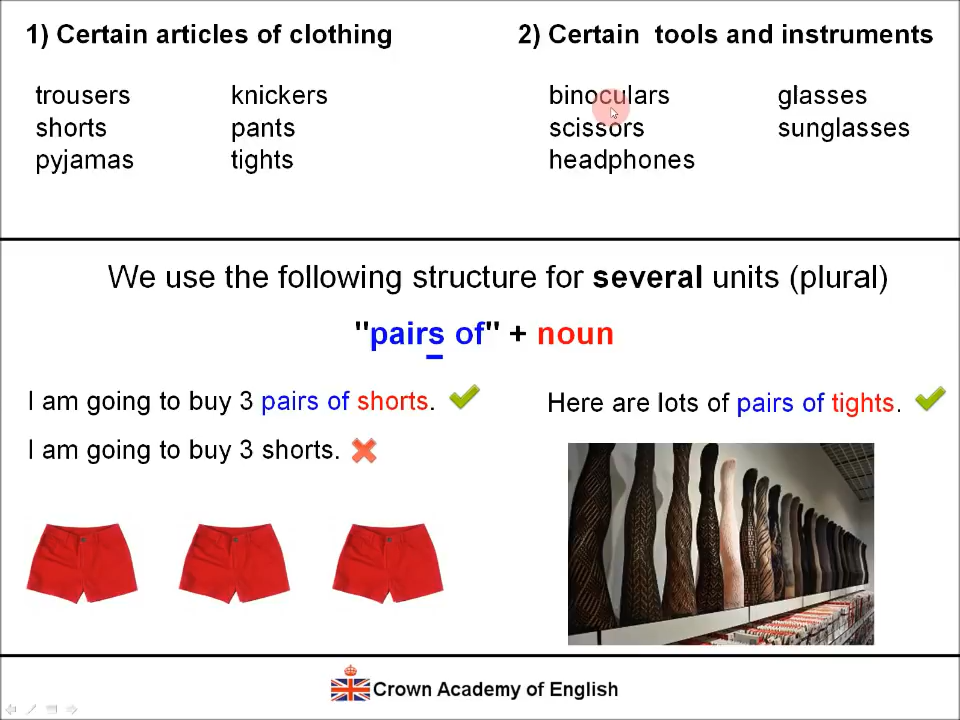 1) Certain articles of clothing
trousers knickers
shorts pants
pyjamas tights
2) Certain tools and instruments
binoculars glasses
scissors sunglasses
headphones
We use the following structure for several units (plural)
"pairs of" + noun
I am going to buy 3 pairs of shorts.
I am going to buy 3 shorts.
Here are lots of pairs of tights.
Crown Academy of English